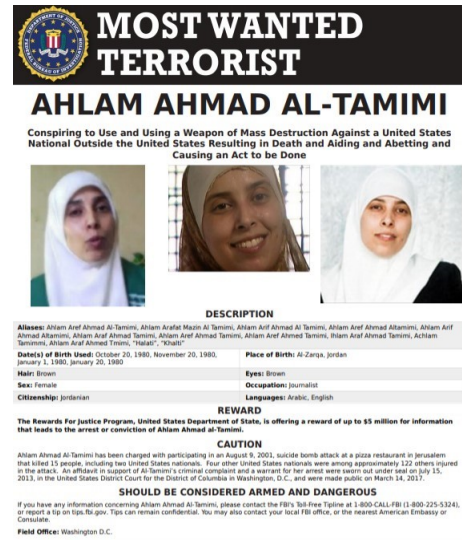 MOST WANTED
TERRORIST
AHLAM AHMAD AL-TAMIMI
Conspiring to Use and Using a Weapon of Mass Destruction Against a United States
National Outside the United States Resulting in Death and Aiding and Abetting and
Causing an Act to be Done
DESCRIPTION
Aliases: Ahlam Aref Ahmad Al-Tamimi, Ahlam Arafat Mazin Al Tamimi, Ahlam Arif Ahmad Al Tamimi, Ahlam Aref Ahmad Altamimi, Ahlam Arif
Ahmad Altamimi, Ahlam Araf Ahmad Tamimi, Ahlam Aref Ahmad Tamimi, Ahlam Aref Ahmed Tamimi, Ihlam Araf Ahmad Tamimi, Achlam
Tamimmi, Ahlam Araf Ahmed Tmimi, "Halati", "Khalti"
Date(s) of Birth Used: October 20, 1980, November 20, 1980,
January 1, 1980, January 20, 1980
Place of Birth: Al-Zarqa, Jordan
Hair: Brown
Eyes: Brown
Sex: Female
Occupation: Journalist
Citizenship: Jordanian
Languages: Arabic, English
REWARD
The Rewards For Justice Program, United States Department of State, is offering a reward of up to $5 million for information
that leads to the arrest or conviction of Ahlam Ahmad al-Tamimi.
CAUTION
Ahlam Ahmad Al-Tamimi has been charged with participating in an August 9, 2001, suicide bomb attack at a pizza restaurant in Jerusalem
that killed 15 people, including two United States nationals. Four other United States nationals were among approximately 122 others injured
in the attack. An affidavit in support of Al-Tamimi's criminal complaint and a warrant for her arrest were sworn out under seal on July 15,
2013, in the United States District Court for the District of Columbia in Washington, D.C., and were made public on March 14, 2017.
SHOULD BE CONSIDERED ARMED AND DANGEROUS
If you have any information concerning Ahlam Ahmad Al-Tamimi, please contact the FBI's Toll-Free Tipline at 1-800-CALL-FBI (1-800-225-5324),
or report a tip on tips.fbi.gov. Tips can remain confidential. You may also contact your local FBI office, or the nearest American Embassy or
Consulate.
Field Office: Washington D.C.